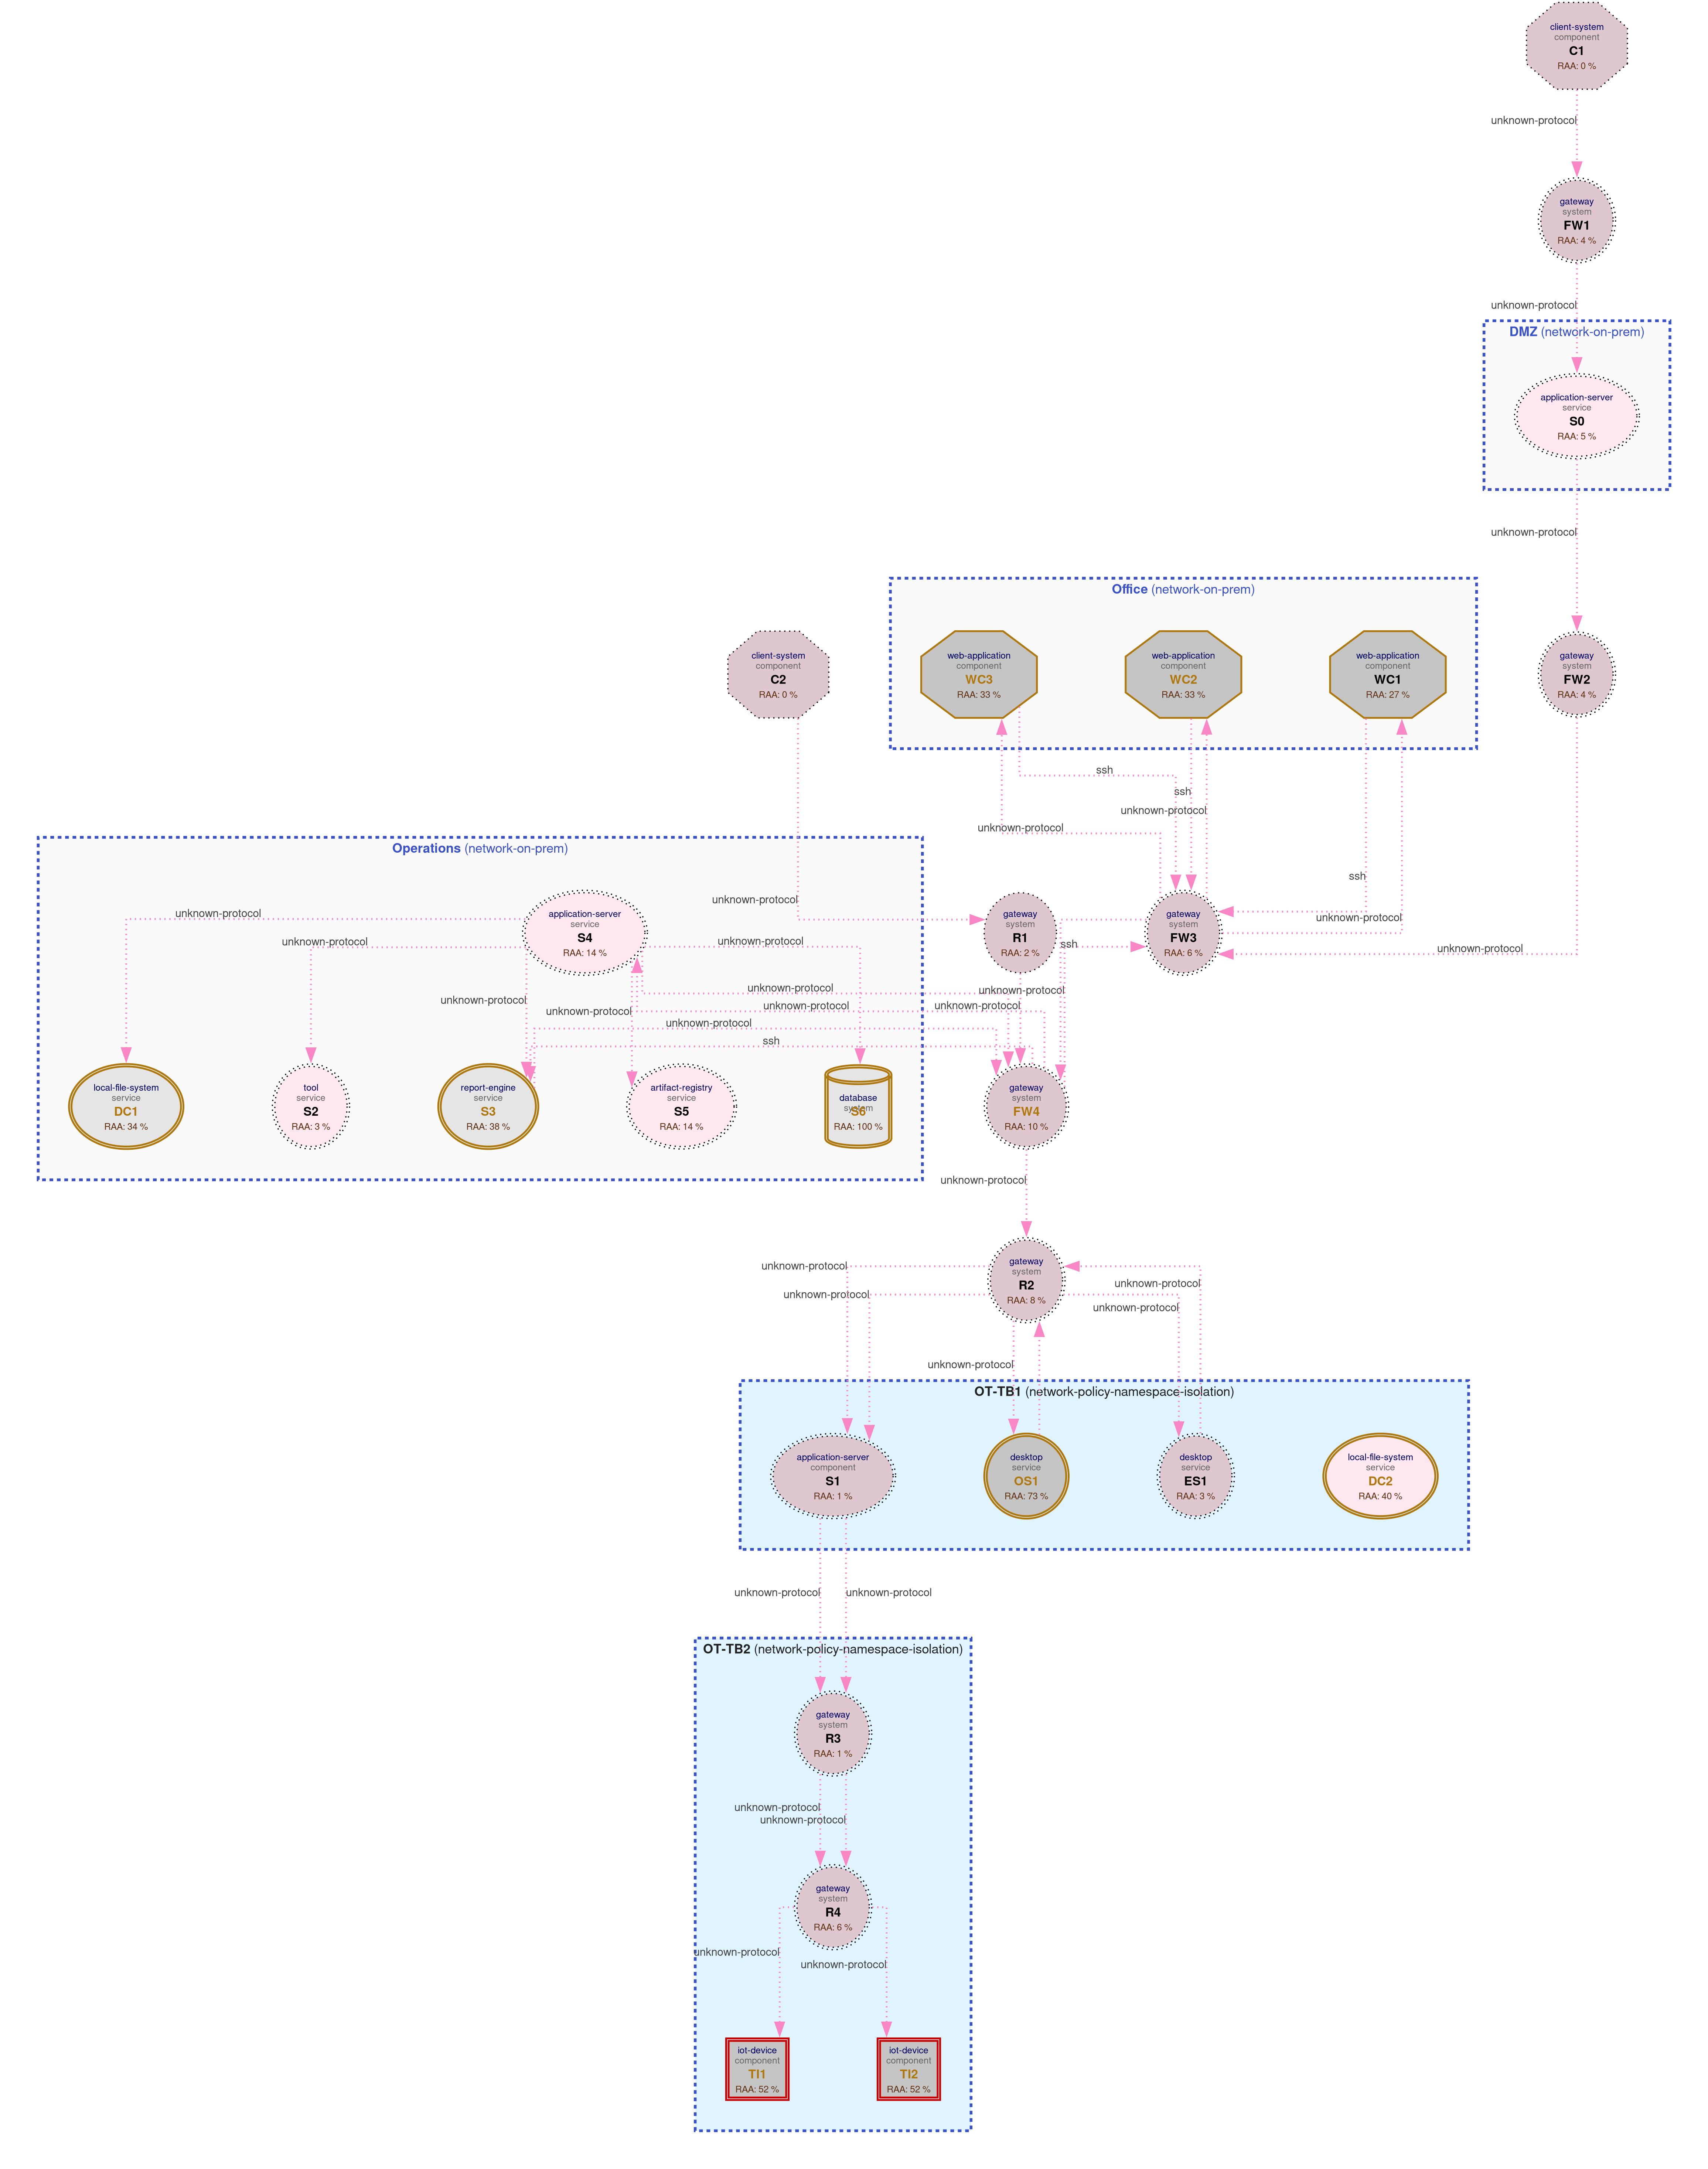 client-system
component
C1
RAA: 0 %
unknown-protocol
gateway
system
FW1
RAA: 4 %
unknown-protocol
DMZ (network-on-prem)
application-server
service
S0
RAA: 5 %
unknown-protocol
Office (network-on-prem)
client-system
component
C2
RAA: 0 %
web-application
component
WC3
RAA: 33 %
web-application
component
WC2
RAA: 33 %
web-application
component
WC1
RAA: 27 %
gateway
system
FW2
RAA: 4 %
ssh
ssh
unknown-protocol
unknown-protocol
Operations (network-on-prem)
ssh
unknown-protocol
unknown-protocol
unknown-protocol
unknown-protocol
application-server
service
S4
RAA: 14 %
gateway
system
R1
RAA: 2 %
gateway
system
FW3
RAA: 6 %
unknown-protocol
unknown-protocol
ssh
unknown-protocol
unknown-protocol
unknown-protocol
unknown-protocol
unknown-protocol
unknown-protocol
unknown-protocol
unknown-protocol
ssh
local-file-system
service
DC1
RAA: 34 %
tool
service
S2
RAA: 3 %
report-engine
service
S3
RAA: 38 %
artifact-registry
service
S5
RAA: 14 %
database
system
S6
RAA: 100 %
gateway
system
FW4
RAA: 10 %
unknown-protocol
gateway
system
R2
RAA: 8 %
unknown-protocol
unknown-protocol
unknown-protocol
unknown-protocol
unknown-protocol
OT-TB1 (network-policy-namespace-isolation)
application-server
component
S1
RAA: 1 %
desktop
service
OS1
RAA: 73 %
desktop
service
ES1
RAA: 3 %
local-file-system
service
DC2
RAA: 40 %
unknown-protocol
unknown-protocol
OT-TB2 (network-policy-namespace-isolation)
gateway
system
R3
RAA: 1 %
unknown-protocol
unknown-protocol
gateway
system
R4
RAA: 6 %
unknown-protocol
unknown-protocol
iot-device
component
TI1
RAA: 52 %
iot-device
component
TI2
RAA: 52 %